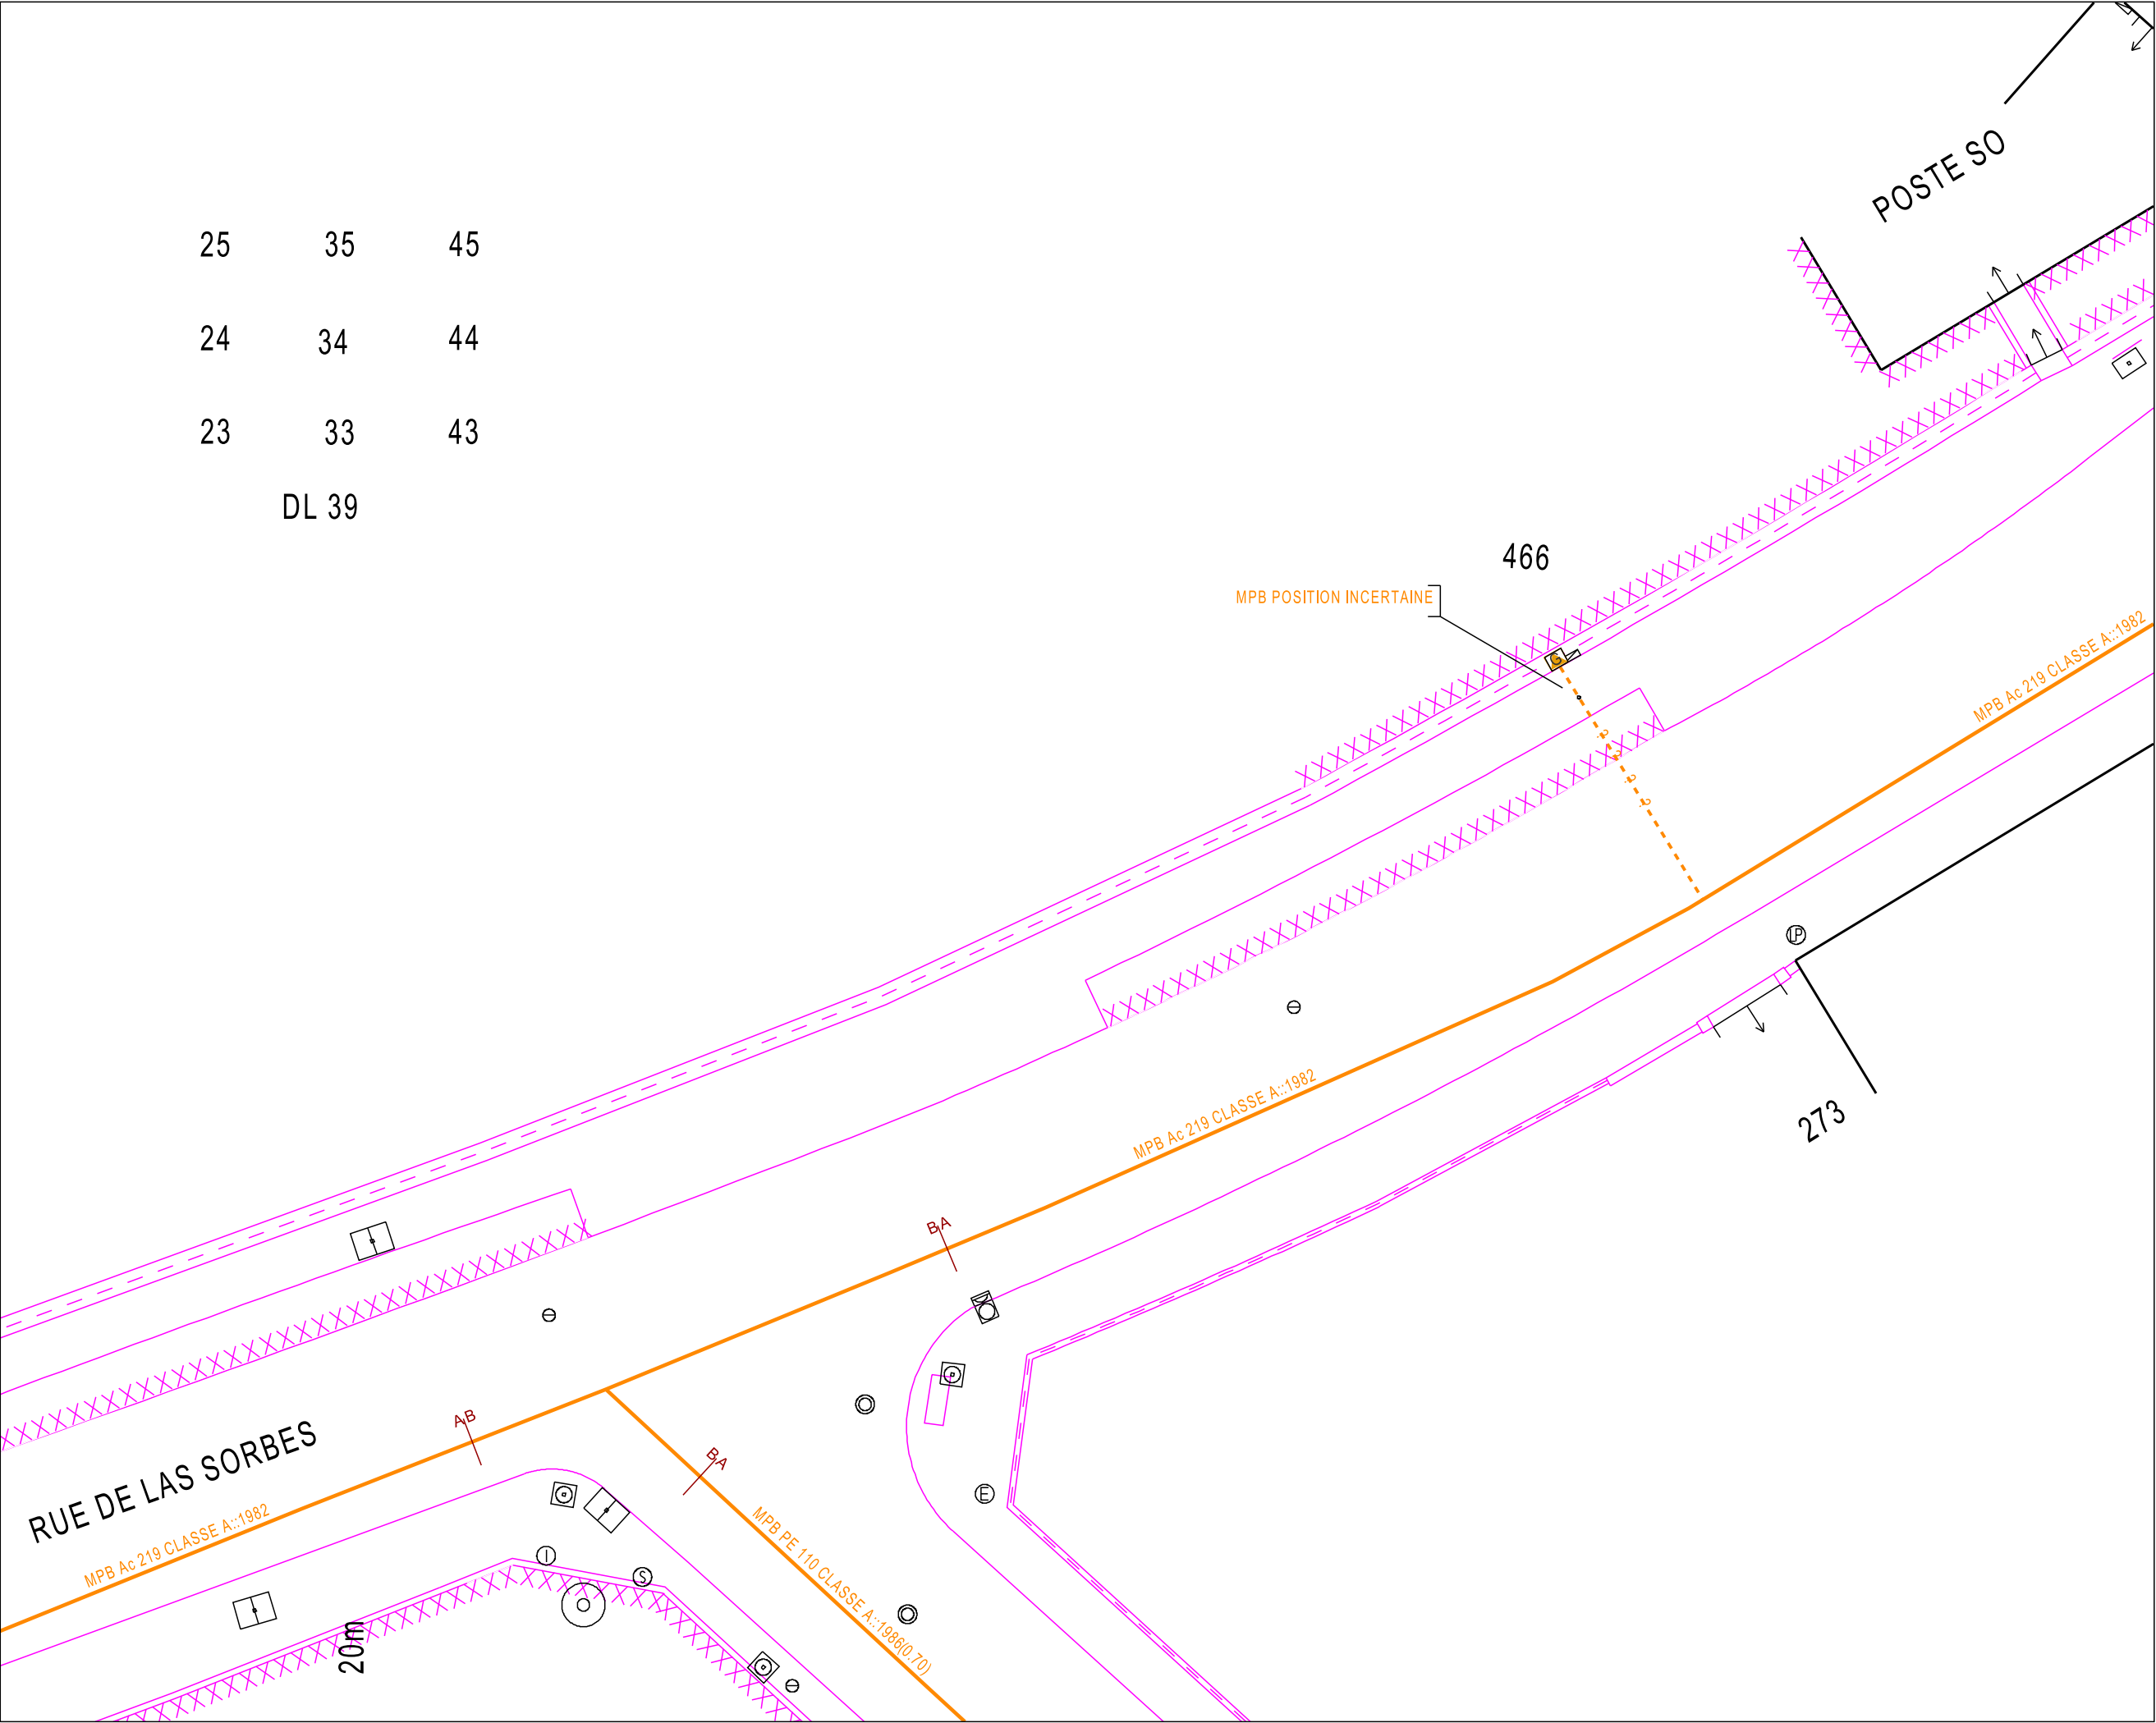 POSTE SO
25 35 45
24 34 44
23 33 43
DL 39
466
MPB POSITION INCERTAINE
G
MPB Ac 219 CLASSE A::1982
? ? ? ?
IP
273
MPB Ac 219 CLASSE A::1982
BA
AB
BA
RUE DE LAS SORBES
MPB Ac 219 CLASSE A::1982
E
MPB PE 110 CLASSE A::1986(0.70)
I
S
20m